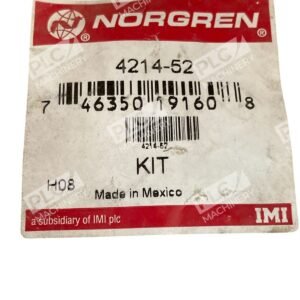 NORGREN
4214-52
7 46350 19160 8
4214-52
KIT
H08
Made in Mexico
a subsidiary of IMI plc
IMI